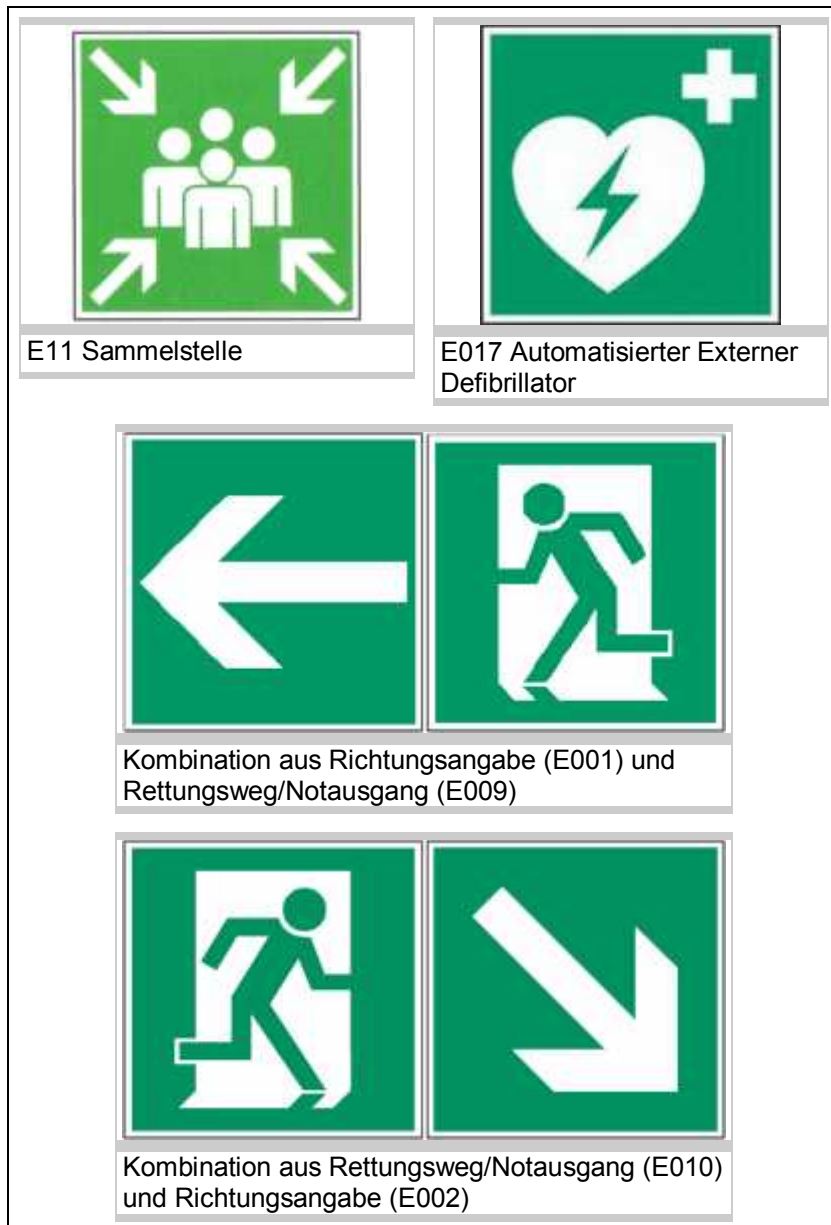 E11 Sammelstelle
E017 Automatisierter Externer
Defibrillator
Kombination aus Richtungsangabe (E001) und
Rettungsweg/Notausgang (E009)
Kombination aus Rettungsweg/Notausgang (E010)
und Richtungsangabe (E002)